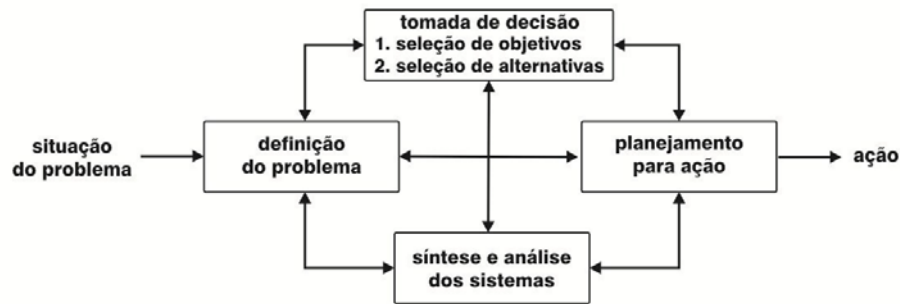 tomada de decisão
1. seleção de objetivos
2. seleção de alternativas
situação
do problema
definição
do problema
planejamento
para ação
ação
síntese e análise
dos sistemas